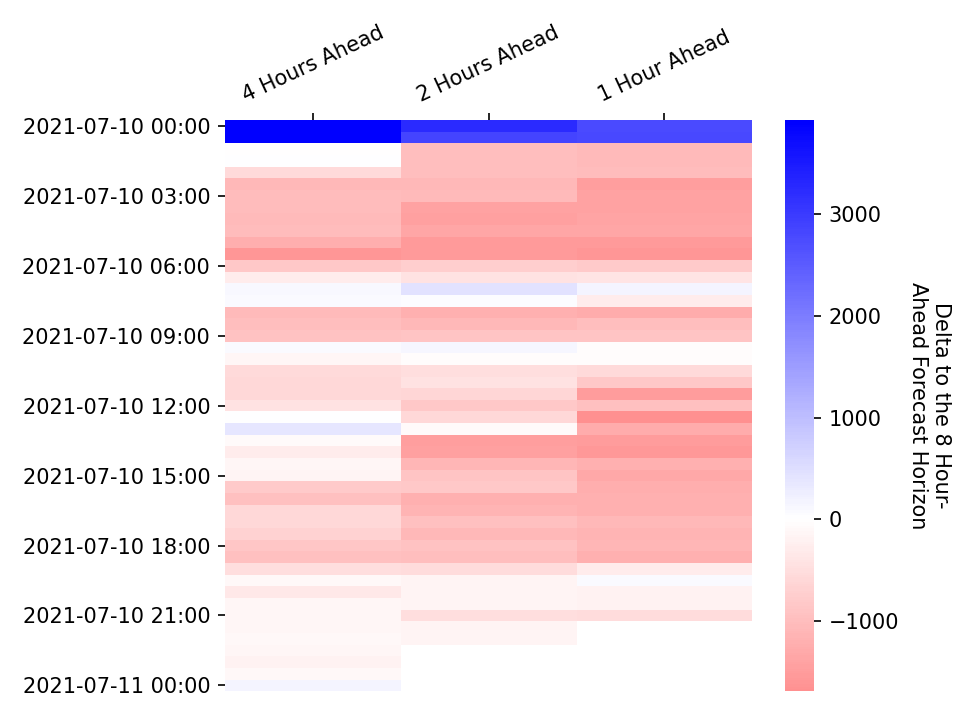 4 Hours Ahead
2 Hours Ahead
1 Hour Ahead
2021-07-10 00:00
2021-07-10 03:00
2021-07-10 06:00
2021-07-10 09:00
2021-07-10 12:00
2021-07-10 15:00
2021-07-10 18:00
2021-07-10 21:00
2021-07-11 00:00
3000
2000
1000
0
−1000
Delta to the 8 Hour-
Ahead Forecast Horizon